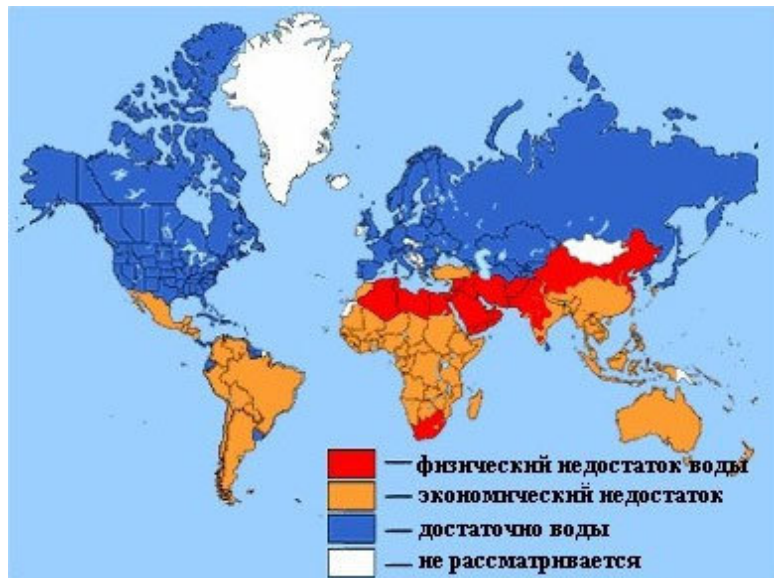 — физический недостаток воды
— экономический недостаток
— достаточно воды
— не рассматривается